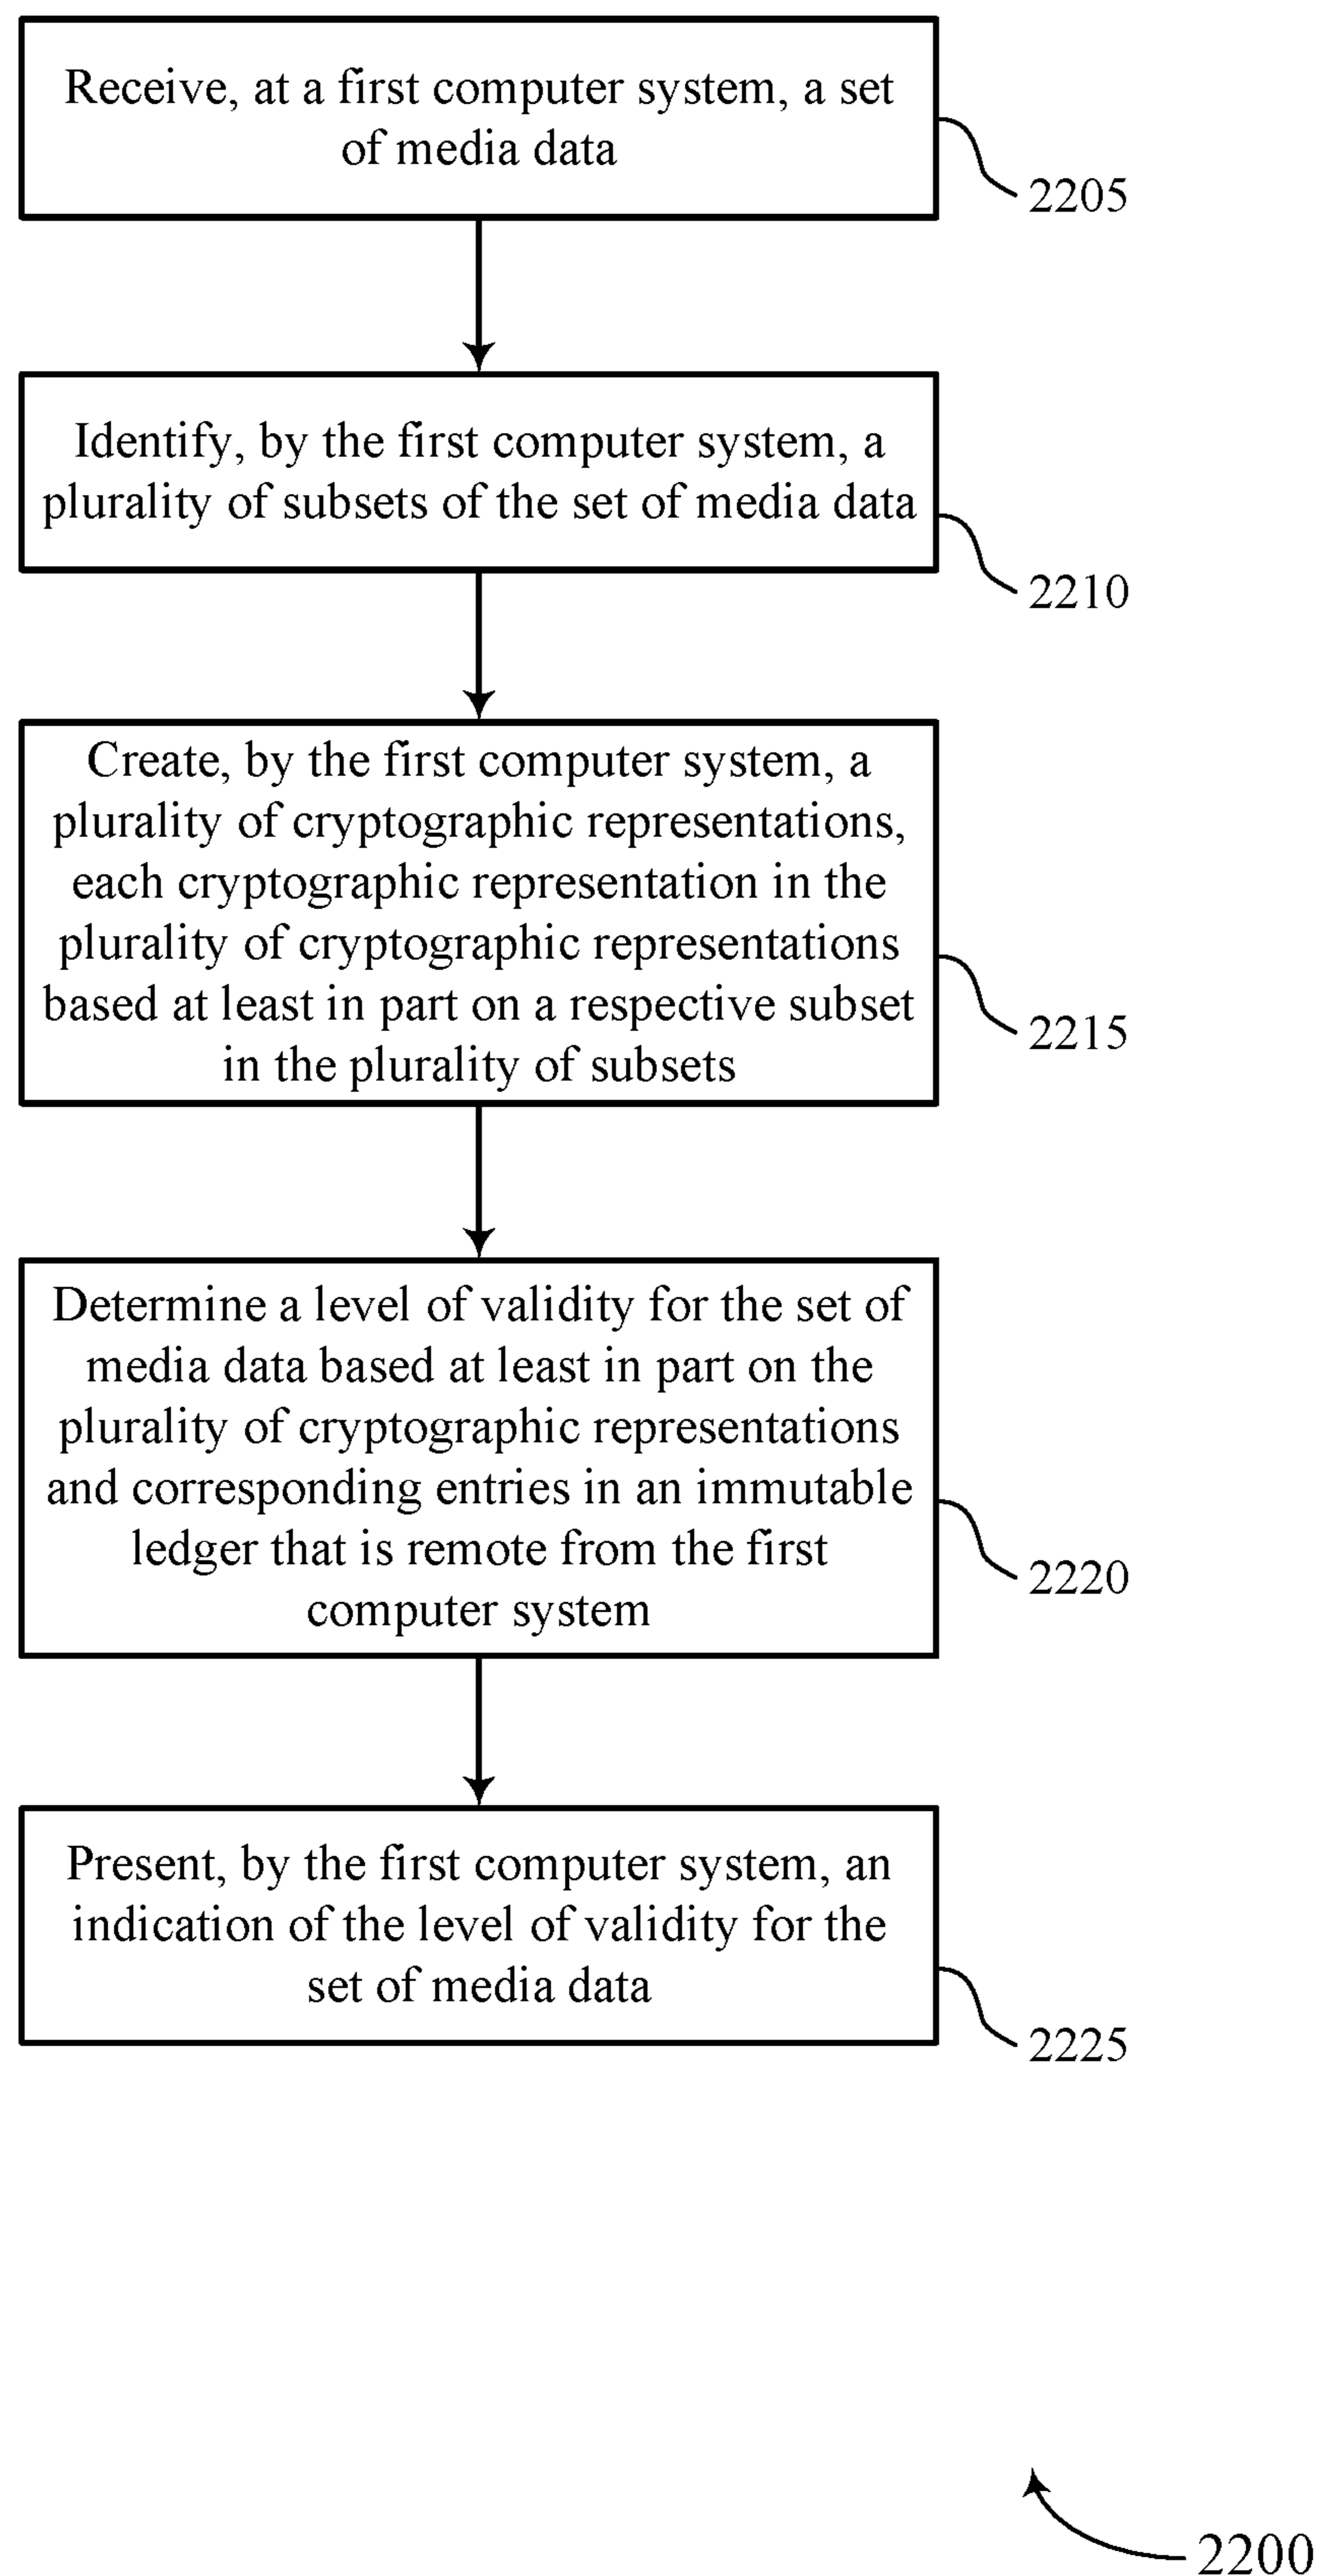 Receive, at a first computer system, a set
of media data
2205
Identify, by the first computer system, a
plurality of subsets of the set of media data
2210
Create, by the first computer system, a
plurality of cryptographic representations,
each cryptographic representation in the
plurality of cryptographic representations
based at least in part on a respective subset
in the plurality of subsets
2215
Determine a level of validity for the set of
media data based at least in part on the
plurality of cryptographic representations
and corresponding entries in an immutable
ledger that is remote from the first
computer system
2220
Present, by the first computer system, an
indication of the level of validity for the
set of media data
2225
2200